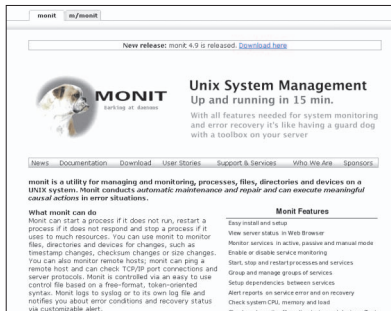 monit m/monit
New release: monit 4.9 is released. Download here
MONIT
barking at daemons
Unix System Management
Up and running in 15 min.
With all features needed for system monitoring
and error recovery it's like having a guard dog
with a toolbox on your server
News Documentation Download User Stories Support & Services Who We Are Sponsors
monit is a utility for managing and monitoring, processes, files, directories and devices on a
UNIX system. Monit conducts automatic maintenance and repair and can execute meaningful
causal actions in error situations.
What monit can do
Monit can start a process if it does not run, restart a
process if it does not respond and stop a process if it
uses to much resources. You can use monit to monitor
files, directories and devices for changes, such as
timestamp changes, checksum changes or size changes.
You can also monitor remote hosts; monit can ping a
remote host and can check TCP/IP port connections and
server protocols. Monit is controlled via an easy to use
control file based on a free-format, token-oriented
syntax. Monit logs to syslog or to its own log file and
notifies you about error conditions and recovery status
via customizable alert.
Monit Features
Easy install and setup
View server status in Web Browser
Monitor services in active, passive and manual mode
Enable or disable service monitoring
Start, stop and restart processes and services
Group and manage groups of services
Setup dependencies between services
Alert reports on service error and on recovery
Check system CPU, memory and load